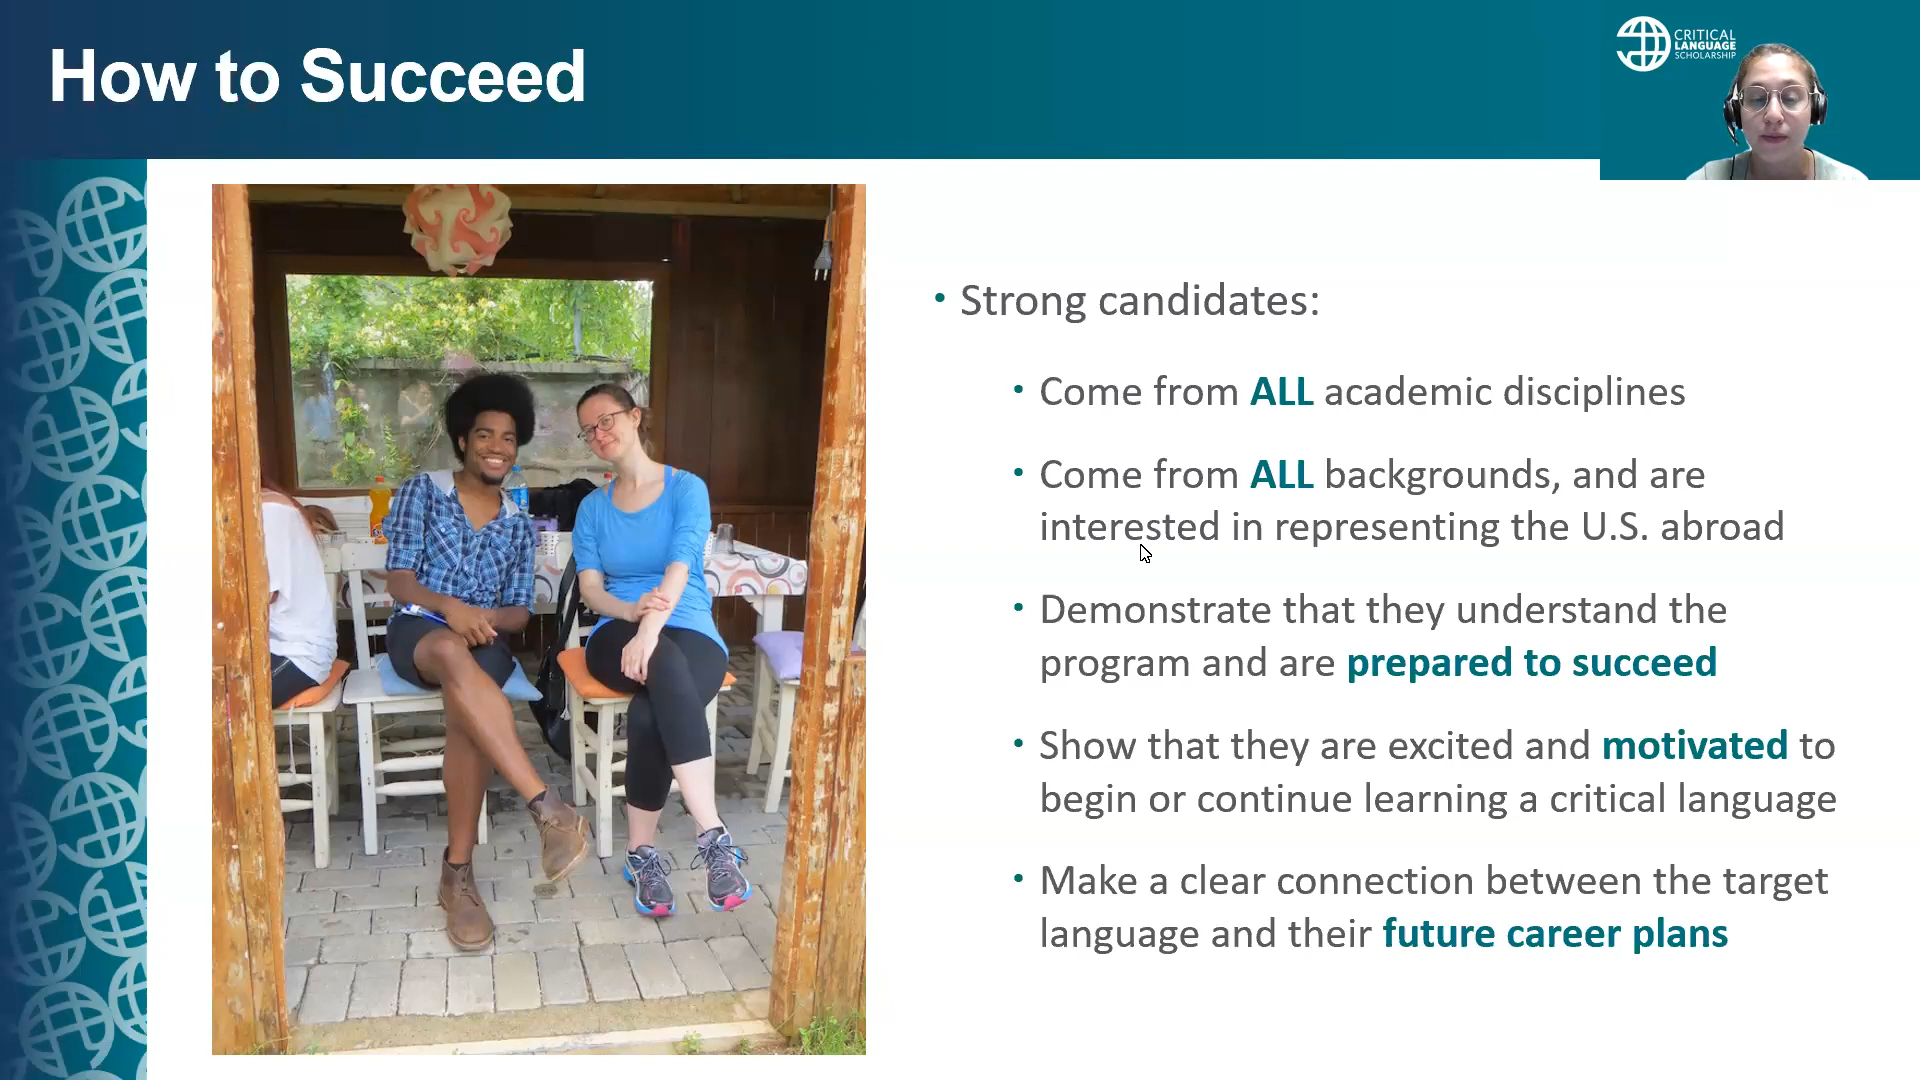 How to Succeed
CRITICAL
LANGUAGE
SCHOLARSHIP
• Strong candidates:
• Come from ALL academic disciplines
• Come from ALL backgrounds, and are
interested in representing the U.S. abroad
• Demonstrate that they understand the
program and are prepared to succeed
• Show that they are excited and motivated to
begin or continue learning a critical language
• Make a clear connection between the target
language and their future career plans